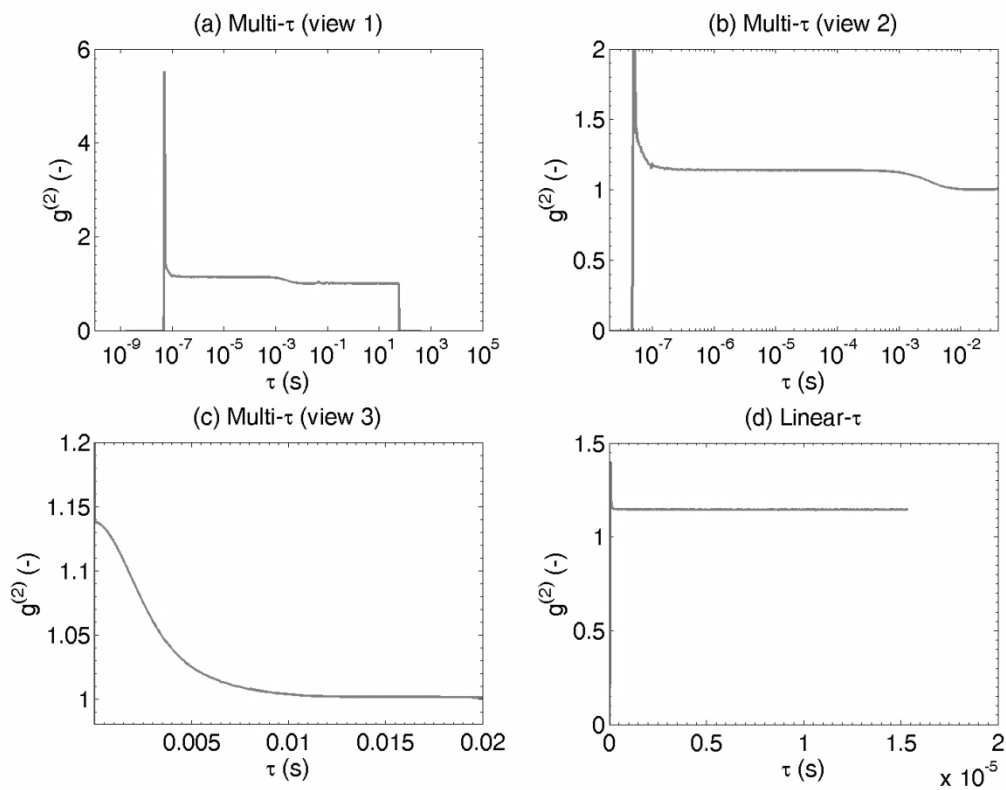 (a) Multi-τ (view 1)
6
4
2
0
g(2) (-)
10-9 10-7 10-5 10-3 10-1 101 103 105
τ (s)
(b) Multi-τ (view 2)
2
1.5
1
0.5
0
g(2) (-)
10-7 10-6 10-5 10-4 10-3 10-2
τ (s)
(c) Multi-τ (view 3)
1.2
1.15
1.1
1.05
1
g(2) (-)
0.005 0.01 0.015 0.02
τ (s)
(d) Linear-τ
1.5
1
0.5
0
g(2) (-)
0 0.5 1 1.5 2
τ (s)
x 10-5